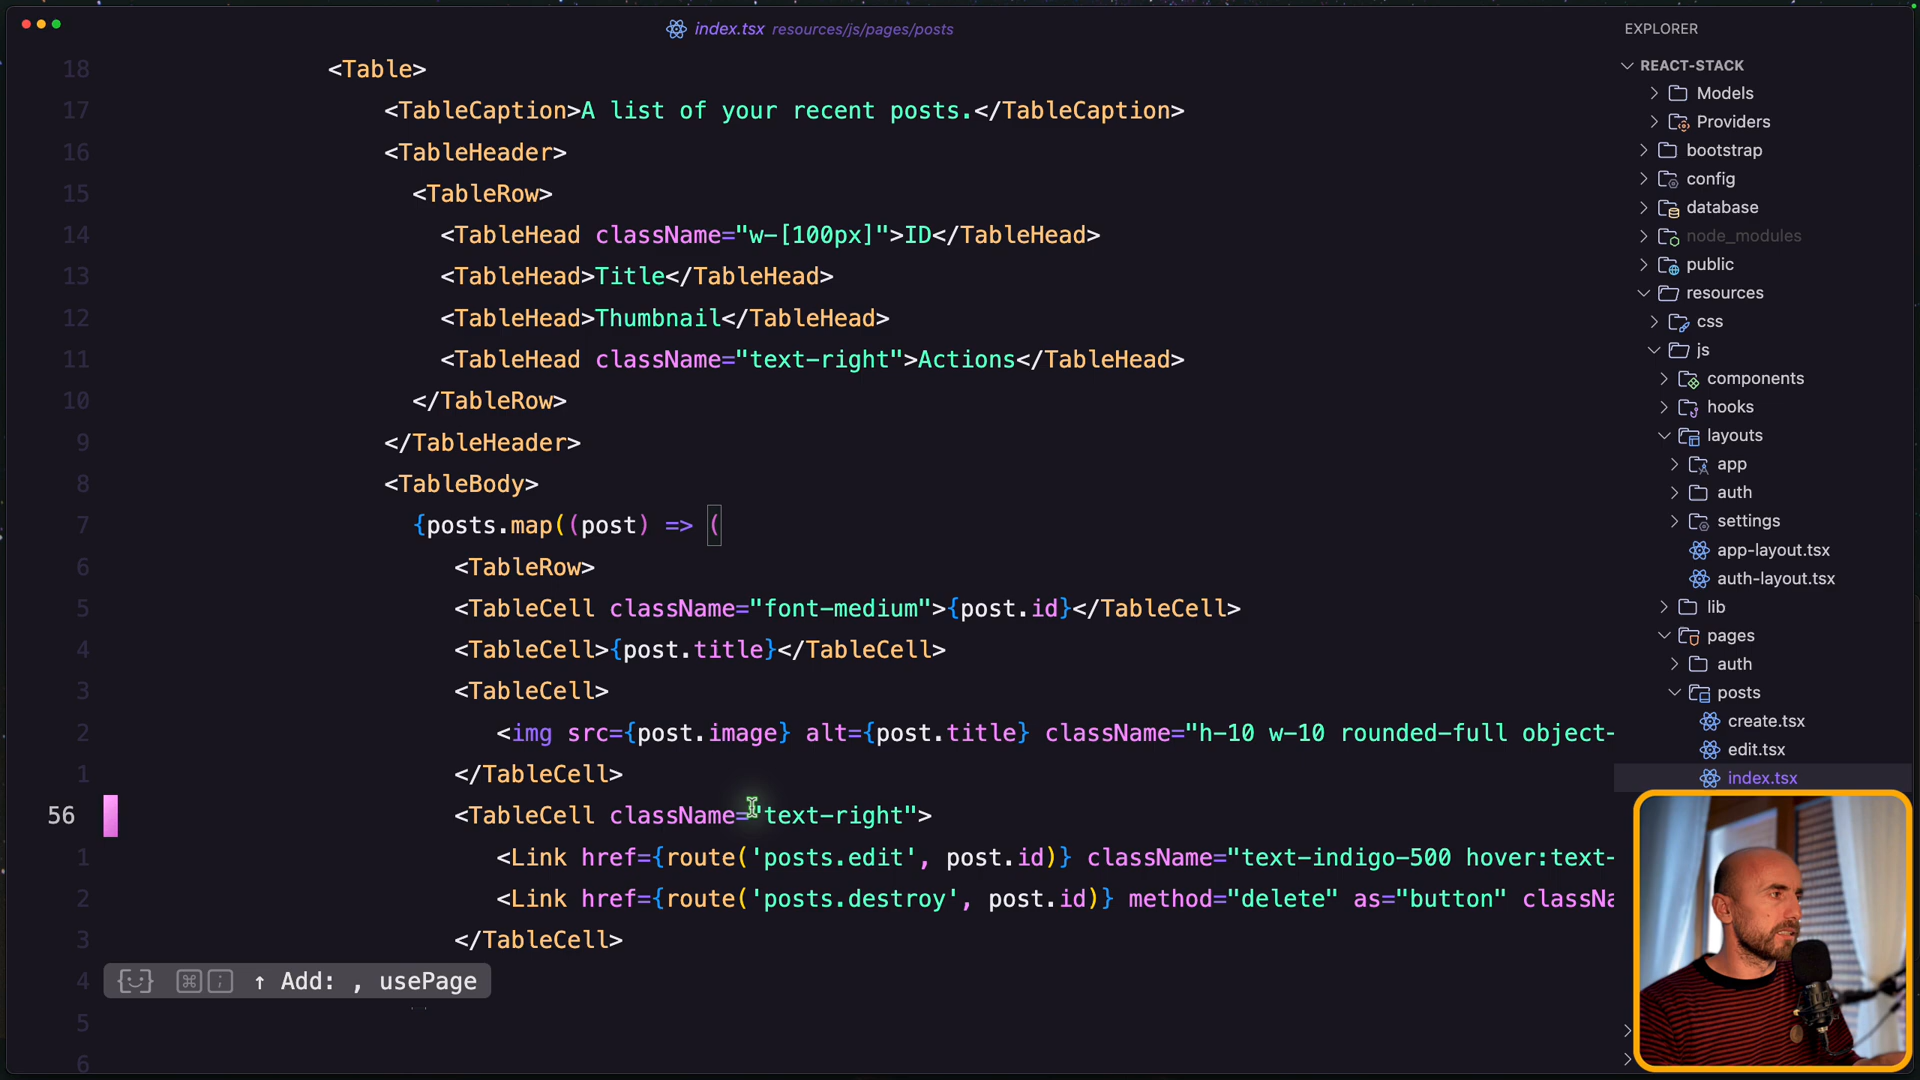 index.tsx resources/js/pages/posts
18 <Table>
17 <TableCaption>A list of your recent posts.</TableCaption>
16 <TableHeader>
15 <TableRow>
14 <TableHead className="w-[100px]">ID</TableHead>
13 <TableHead>Title</TableHead>
12 <TableHead>Thumbnail</TableHead>
11 <TableHead className="text-right">Actions</TableHead>
10 </TableRow>
9 </TableHeader>
8 <TableBody>
7 {posts.map((post) => (
6 <TableRow>
5 <TableCell className="font-medium">{post.id}</TableCell>
4 <TableCell>{post.title}</TableCell>
3 <TableCell>
2 <img src={post.image} alt={post.title} className="h-10 w-10 rounded-full object-
1 </TableCell>
56 <TableCell className="text-right">
1 <Link href={route('posts.edit', post.id)} className="text-indigo-500 hover:text-
2 <Link href={route('posts.destroy', post.id)} method="delete" as="button" classNa
3 </TableCell>
4 ⌘ ; ↑ Add: , usePage
5
6
EXPLORER
REACT-STACK
Models
Providers
bootstrap
config
database
node_modules
public
resources
css
js
components
hooks
layouts
app
auth
settings
app-layout.tsx
auth-layout.tsx
lib
pages
auth
posts
create.tsx
edit.tsx
index.tsx